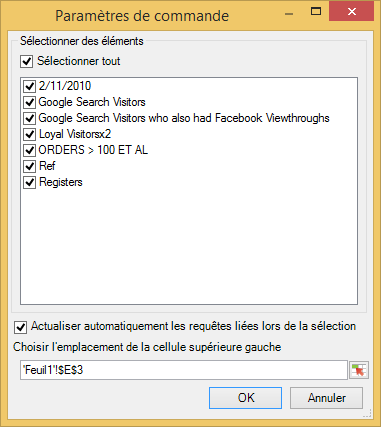 Paramètres de commande
Sélectionner des éléments
Sélectionner tout
2/11/2010
Google Search Visitors
Google Search Visitors who also had Facebook Viewthroughs
Loyal Visitorsx2
ORDERS > 100 ET AL
Ref
Registers
Actualiser automatiquement les requêtes liées lors de la sélection
Choisir l'emplacement de la cellule supérieure gauche
'Feuil1'!$E$3
OK
Annuler